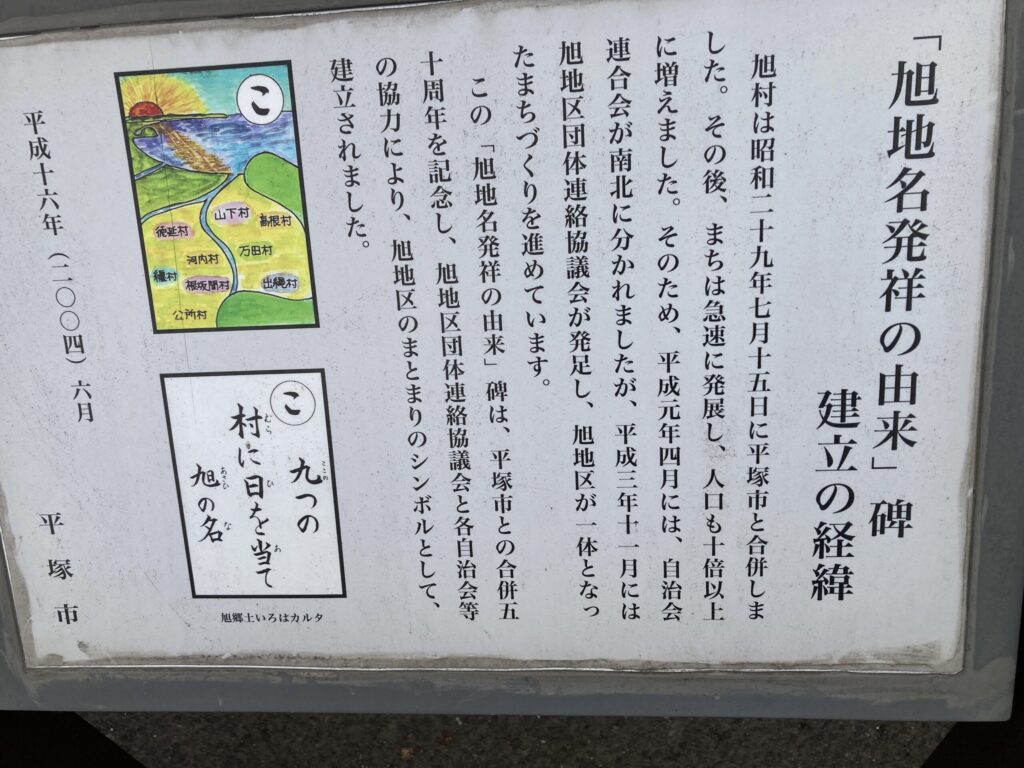 「旭地名発祥の由来」碑
建立の経緯
旭村は昭和二十九年七月十五日に平塚市と合併しま
した。その後、まちは急速に発展し、人口も十倍以上
に増えました。そのため、平成元年四月には、自治会
連合会が南北に分かれましたが、平成三年十一月には
旭地区団体連絡協議会が発足し、旭地区が一体となっ
たまちづくりを進めています。
この「旭地名発祥の由来」碑は、平塚市との合併五
十周年を記念し、旭地区団体連絡協議会と各自治会等
の協力により、旭地区のまとまりのシンボルとして、
建立されました。
こ
山下村
高根村
徳延村
万田村
河内村
纒村
根坂間村
出縄村
公所村
こ
九つの
ここの
村に日を当て
むら ひ あ
旭の名
あさひ な
旭郷土いろはカルタ
平成十六年(二〇〇四)六月
平塚市